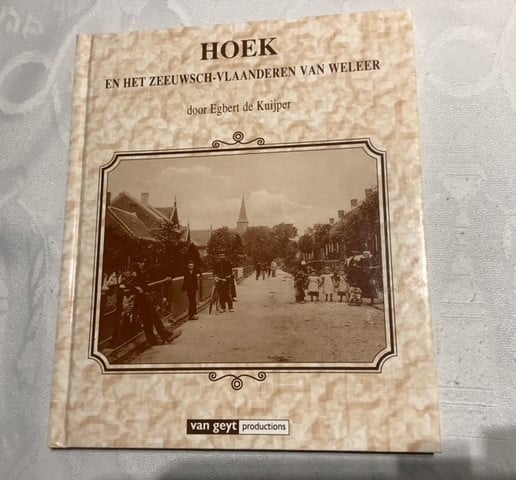 HOEK
EN HET ZEEUWSCH-VLAANDEREN VAN WELEER
door Egbert de Kuijper
van geyt productions